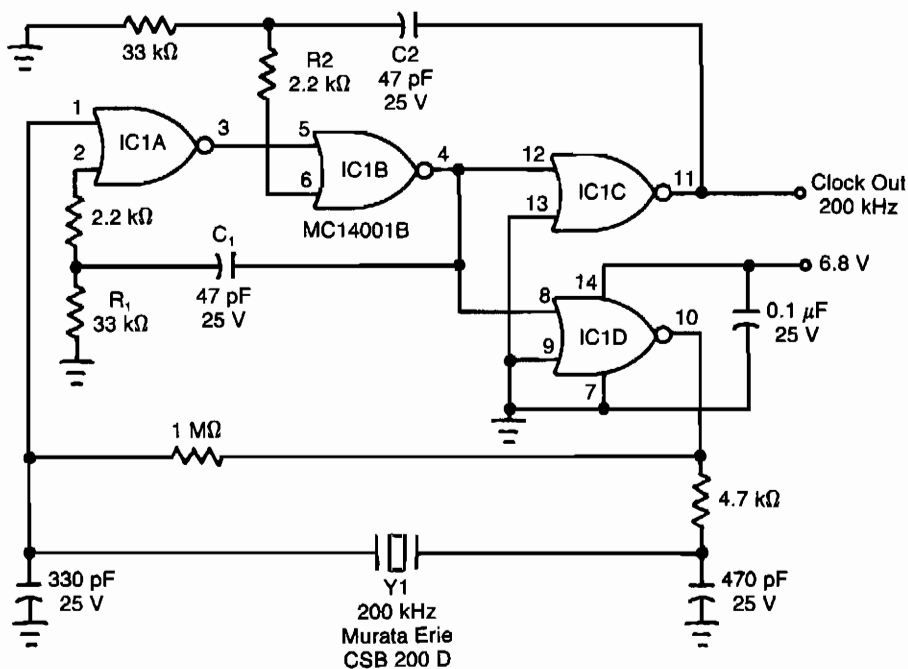 33 kΩ
R2
2.2 kΩ
C2
47 pF
25 V
1
2
IC1A
3
5
6
IC1B
4
MC14001B
12
13
IC1C
11
Clock Out
200 kHz
2.2 kΩ
C₁
47 pF
25 V
R₁
33 kΩ
6.8 V
14
8
9
IC1D
10
7
0.1 μF
25 V
1 MΩ
4.7 kΩ
330 pF
25 V
Y1
200 kHz
Murata Erie
CSB 200 D
470 pF
25 V